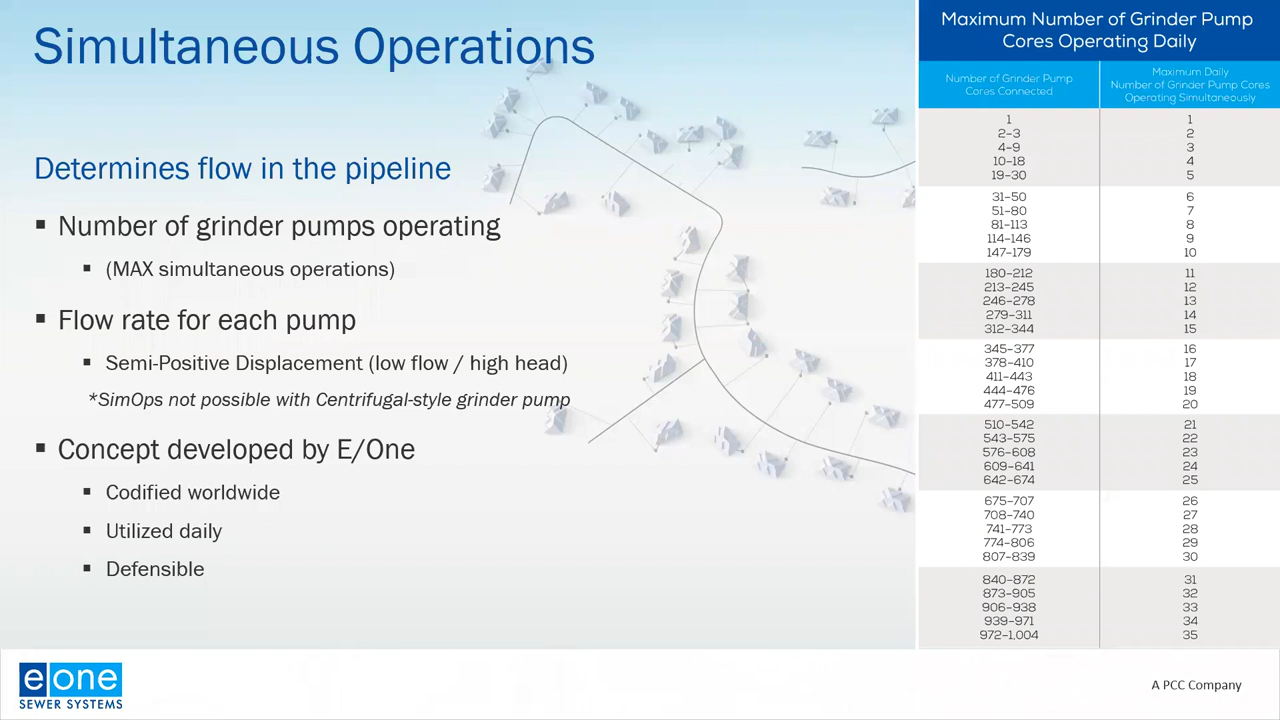 Simultaneous Operations
Determines flow in the pipeline
▪ Number of grinder pumps operating
▪ (MAX simultaneous operations)
▪ Flow rate for each pump
▪ Semi-Positive Displacement (low flow / high head)
*SimOps not possible with Centrifugal-style grinder pump
▪ Concept developed by E/One
▪ Codified worldwide
▪ Utilized daily
▪ Defensible
Maximum Number of Grinder Pump
Cores Operating Daily
Number of Grinder Pump
Cores Connected
Maximum Daily
Number of Grinder Pump Cores
Operating Simultaneously
1 1
2–3 2
4–9 3
10–18 4
19–30 5
31–50 6
51–80 7
81–113 8
114–146 9
147–179 10
180–212 11
213–245 12
246–278 13
279–311 14
312–344 15
345–377 16
378–410 17
411–443 18
444–476 19
477–509 20
510–542 21
543–575 22
576–608 23
609–641 24
642–674 25
675–707 26
708–740 27
741–773 28
774–806 29
807–839 30
840–872 31
873–905 32
906–938 33
939–971 34
972–1,004 35
e one
SEWER SYSTEMS
A PCC Company